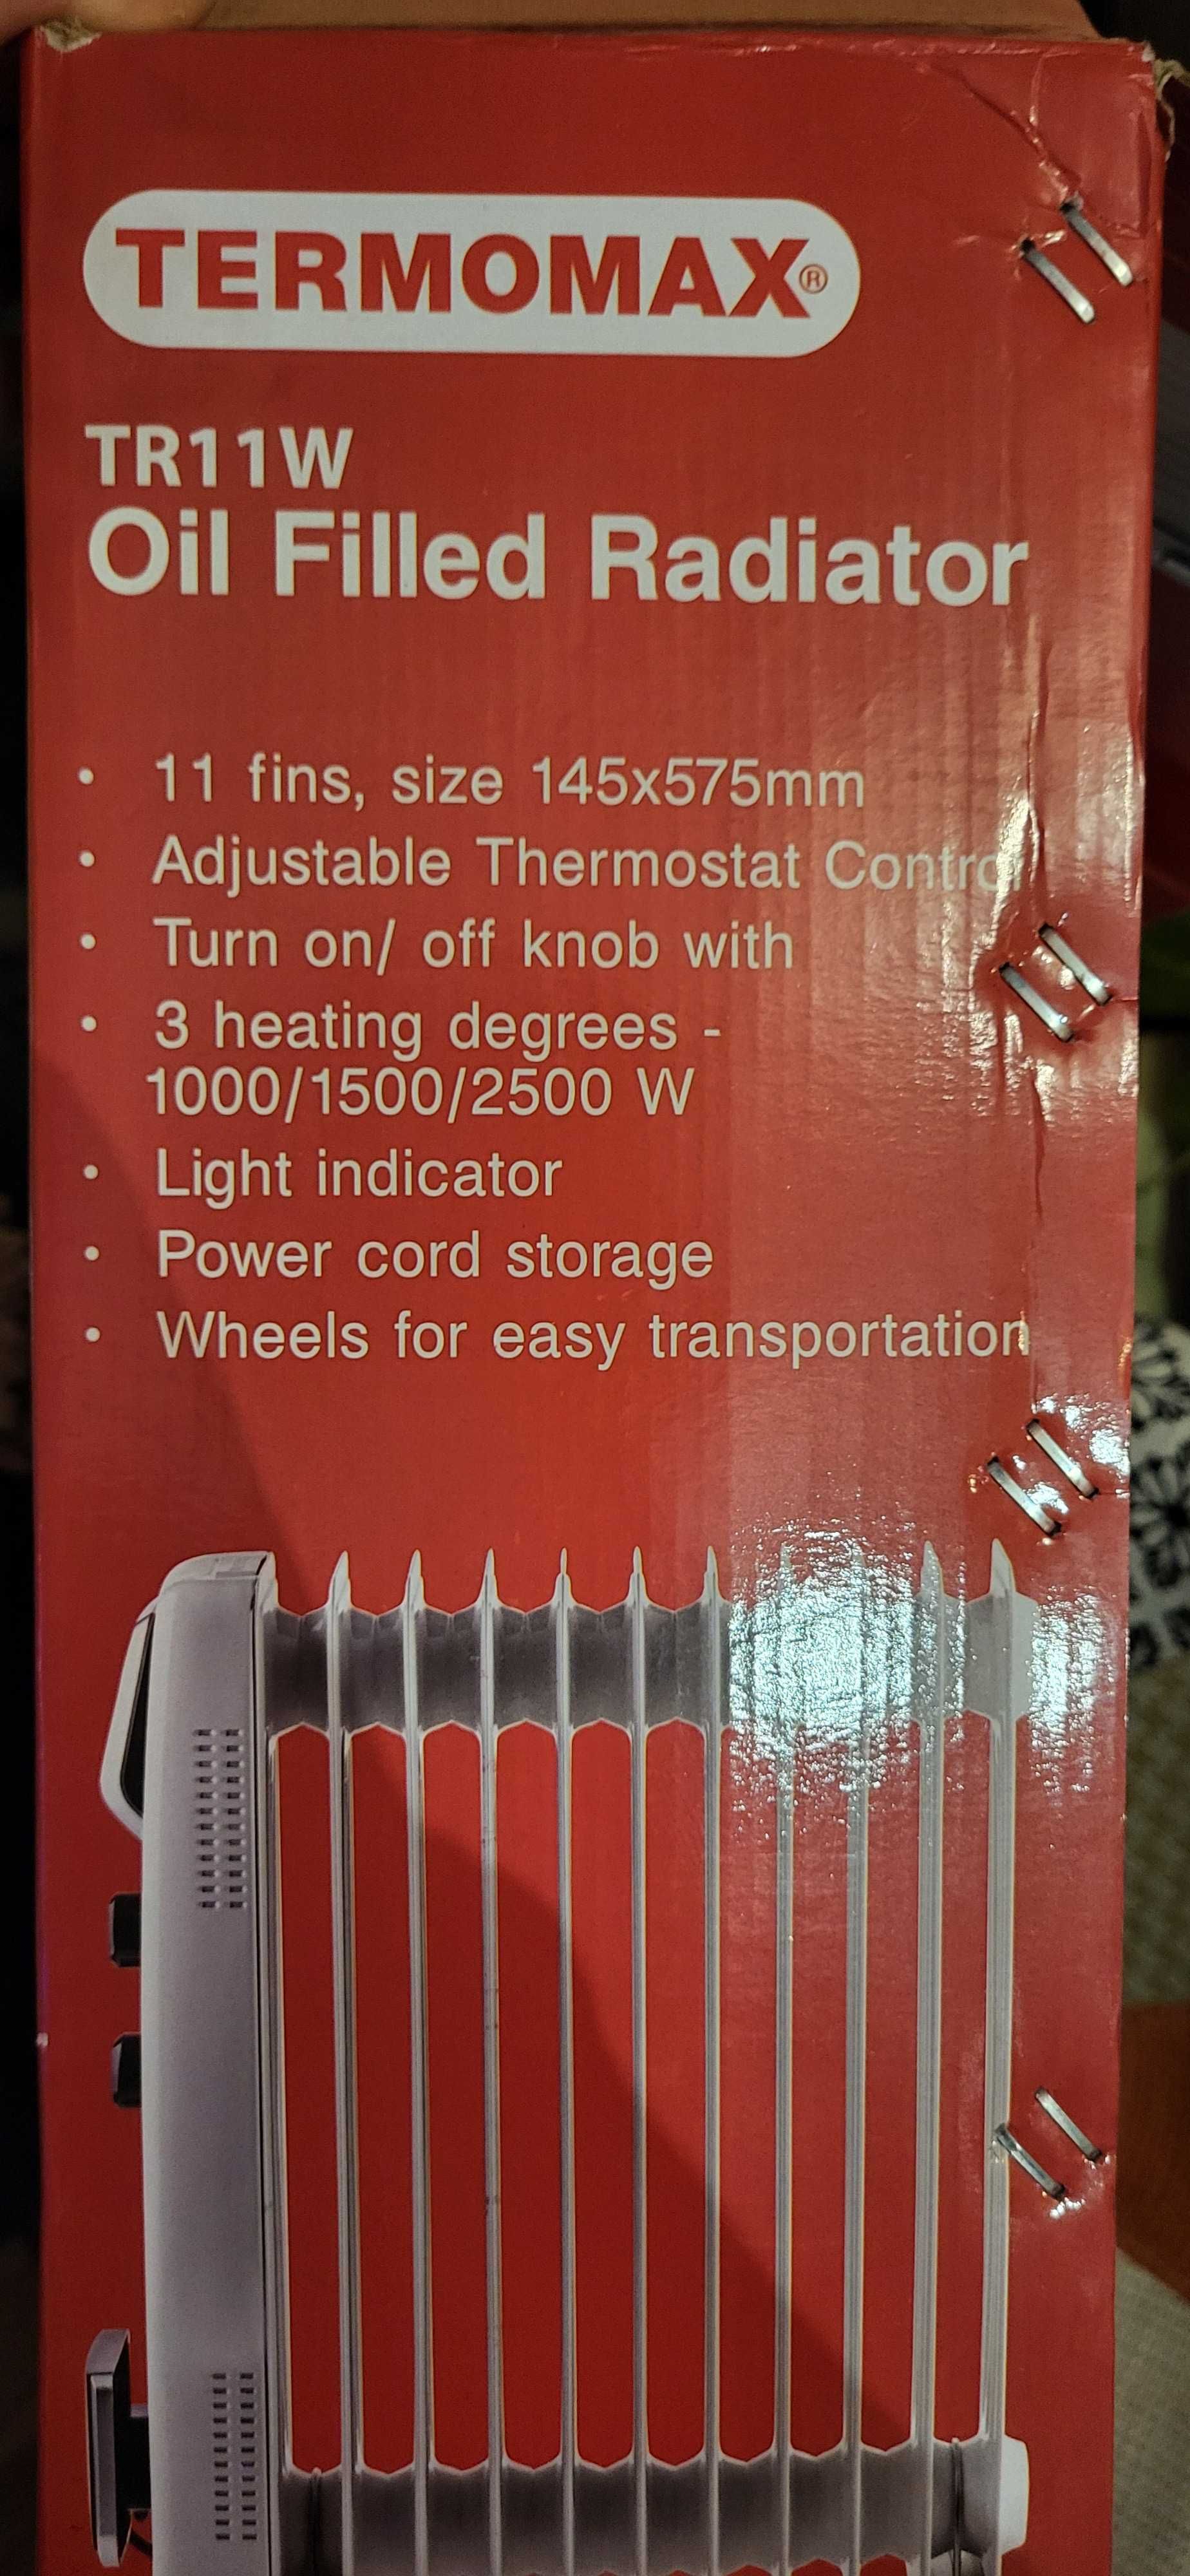 TERMOMAX®
TR11W
Oil Filled Radiator
• 11 fins, size 145x575mm
• Adjustable Thermostat Control
• Turn on/ off knob with
• 3 heating degrees -
1000/1500/2500 W
• Light indicator
• Power cord storage
• Wheels for easy transportation